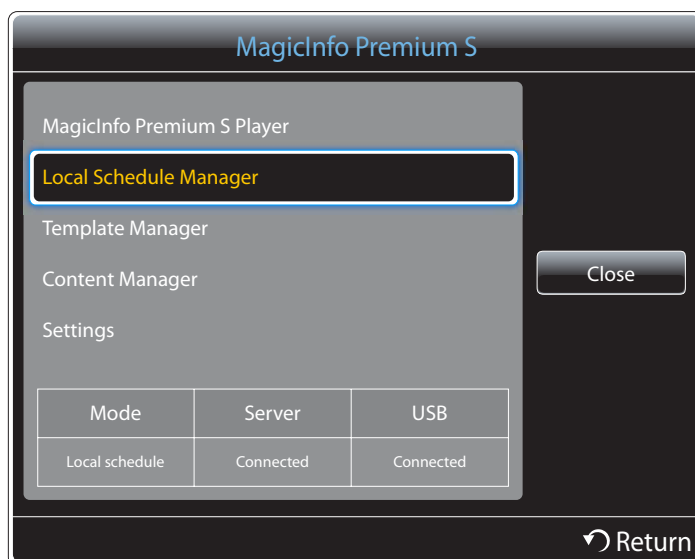 MagicInfo Premium S
MagicInfo Premium S Player
Local Schedule Manager
Template Manager
Content Manager
Settings
Close
Mode Server USB
Local schedule Connected Connected
Return